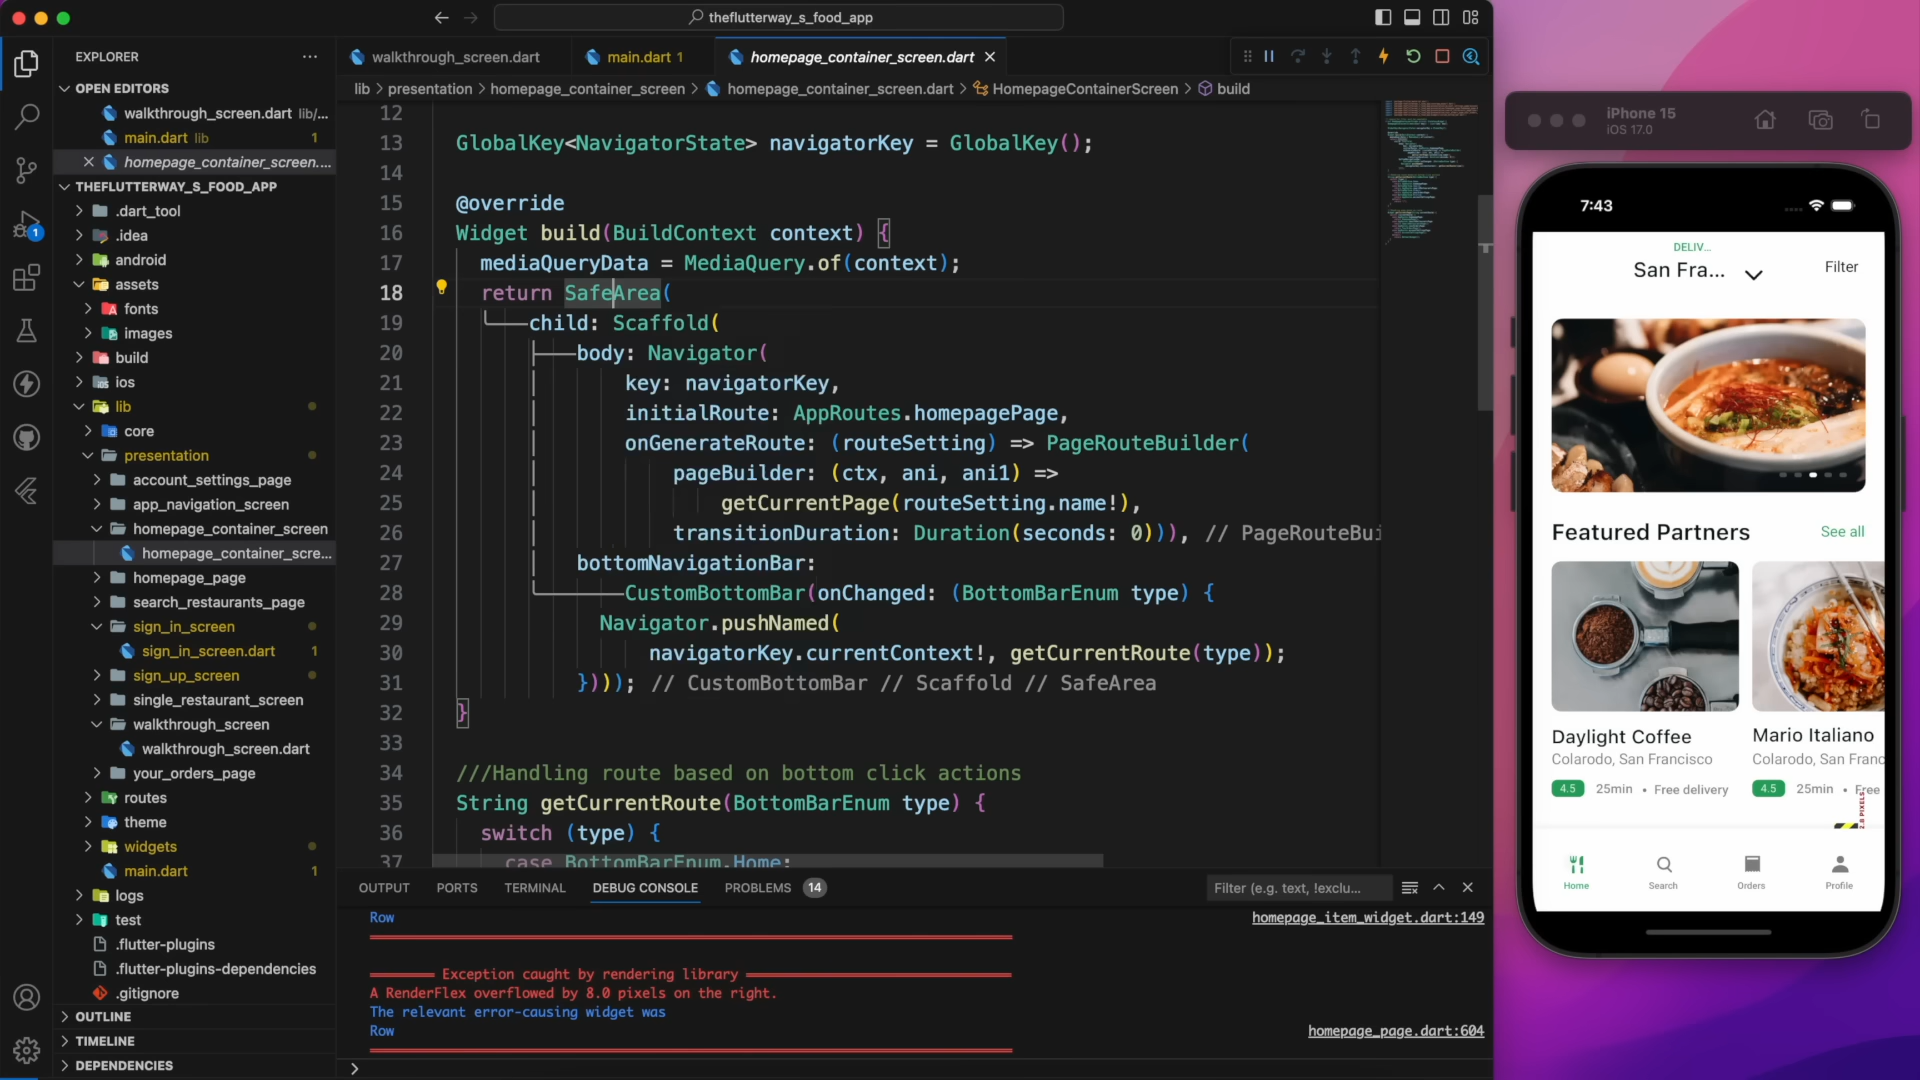 theflutterway_s_food_app
EXPLORER
OPEN EDITORS
walkthrough_screen.dart lib/...
main.dart lib 1
homepage_container_screen....
THEFLUTTERWAY_S_FOOD_APP
.dart_tool
.idea
android
assets
fonts
images
build
ios
lib
core
presentation
account_settings_page
app_navigation_screen
homepage_container_screen
homepage_container_scre...
homepage_page
search_restaurants_page
sign_in_screen
sign_in_screen.dart 1
sign_up_screen
single_restaurant_screen
walkthrough_screen
walkthrough_screen.dart
your_orders_page
routes
theme
widgets
main.dart 1
logs
test
.flutter-plugins
.flutter-plugins-dependencies
.gitignore
OUTLINE
TIMELINE
DEPENDENCIES
1
walkthrough_screen.dart
main.dart 1
homepage_container_screen.dart
lib > presentation > homepage_container_screen > homepage_container_screen.dart > HomepageContainerScreen > build
12
13 GlobalKey<NavigatorState> navigatorKey = GlobalKey();
14
15 @override
16 Widget build(BuildContext context) {
17 mediaQueryData = MediaQuery.of(context);
18 return SafeArea(
19 child: Scaffold(
20 body: Navigator(
21 key: navigatorKey,
22 initialRoute: AppRoutes.homepagePage,
23 onGenerateRoute: (routeSetting) => PageRouteBuilder(
24 pageBuilder: (ctx, ani, ani1) =>
25 getCurrentPage(routeSetting.name!),
26 transitionDuration: Duration(seconds: 0))), // PageRouteBui
27 bottomNavigationBar:
28 CustomBottomBar(onChanged: (BottomBarEnum type) {
29 Navigator.pushNamed(
30 navigatorKey.currentContext!, getCurrentRoute(type));
31 }))); // CustomBottomBar // Scaffold // SafeArea
32 }
33
34 ///Handling route based on bottom click actions
35 String getCurrentRoute(BottomBarEnum type) {
36 switch (type) {
37 case BottomBarEnum.Home:
OUTPUT PORTS TERMINAL DEBUG CONSOLE PROBLEMS 14
Filter (e.g. text, !exclu...
Row homepage_item_widget.dart:149
Exception caught by rendering library
A RenderFlex overflowed by 8.0 pixels on the right.
The relevant error-causing widget was
Row homepage_page.dart:604
iPhone 15
iOS 17.0
7:43
DELIV...
San Fra...
Filter
Featured Partners
See all
Daylight Coffee
Colarodo, San Francisco
4.5 25min • Free delivery
Mario Italiano
Colarodo, San Franc
4.5 25min • Free
Home
Search
Orders
Profile